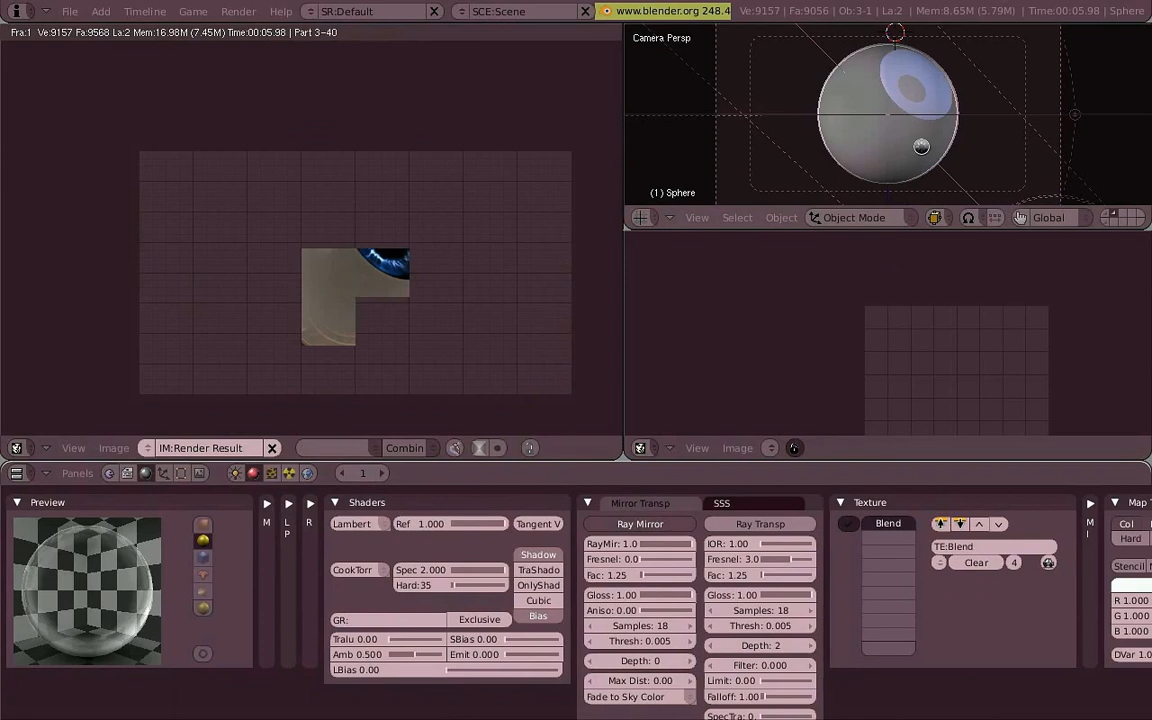 File Add Timeline Game Render Help SR:Default SCE:Scene www.blender.org 248.4 Ve:9157 Fa:9056 Ob:3-1 La:2 Mem:8.65M (5.79M) Time:00:05.98 Sphere
Fra:1 Ve:9157 Fa:9568 La:2 Mem:16.98M (7.45M) Time:00:05.98 Part 3-40
Camera Persp
(1) Sphere
View Select Object Object Mode Global
View Image IM:Render Result Combin
View Image
Panels 1
Preview
M
L
P
R
Shaders
Lambert Ref 1.000 Tangent V
Shadow
CookTorr Spec 2.000 TraShado
Hard:35 OnlyShad
Cubic
GR: Exclusive Bias
Tralu 0.00 SBias 0.00
Amb 0.500 Emit 0.000
LBias 0.00
Mirror Transp SSS
Ray Mirror Ray Transp
RayMir: 1.0 IOR: 1.00
Fresnel: 0.0 Fresnel: 3.0
Fac: 1.25 Fac: 1.25
Gloss: 1.00 Gloss: 1.00
Aniso: 0.00 Samples: 18
Samples: 18 Thresh: 0.005
Thresh: 0.005 Depth: 2
Depth: 0 Filter: 0.000
Max Dist: 0.00 Limit: 0.00
Fade to Sky Color Falloff: 1.00
SpecTra: 0.
Texture
Blend
TE:Blend
Clear 4
M
I
Map T
Col
Hard
Stencil
R 1.000
G 1.000
B 1.000
DVar 1.0